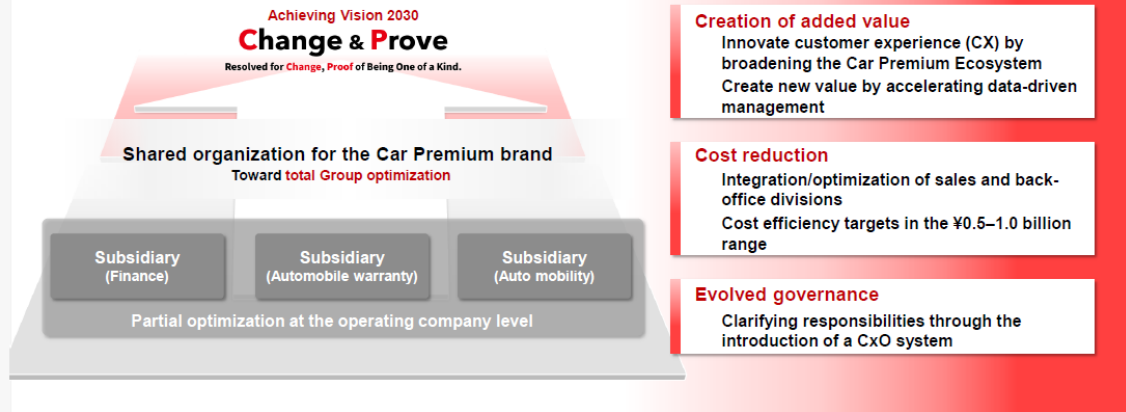 Achieving Vision 2030
Change & Prove
Resolved for Change, Proof of Being One of a Kind.
Shared organization for the Car Premium brand
Toward total Group optimization
Subsidiary
(Finance)
Subsidiary
(Automobile warranty)
Subsidiary
(Auto mobility)
Partial optimization at the operating company level
Creation of added value
Innovate customer experience (CX) by
broadening the Car Premium Ecosystem
Create new value by accelerating data-driven
management
Cost reduction
Integration/optimization of sales and back-
office divisions
Cost efficiency targets in the ¥0.5–1.0 billion
range
Evolved governance
Clarifying responsibilities through the
introduction of a CxO system